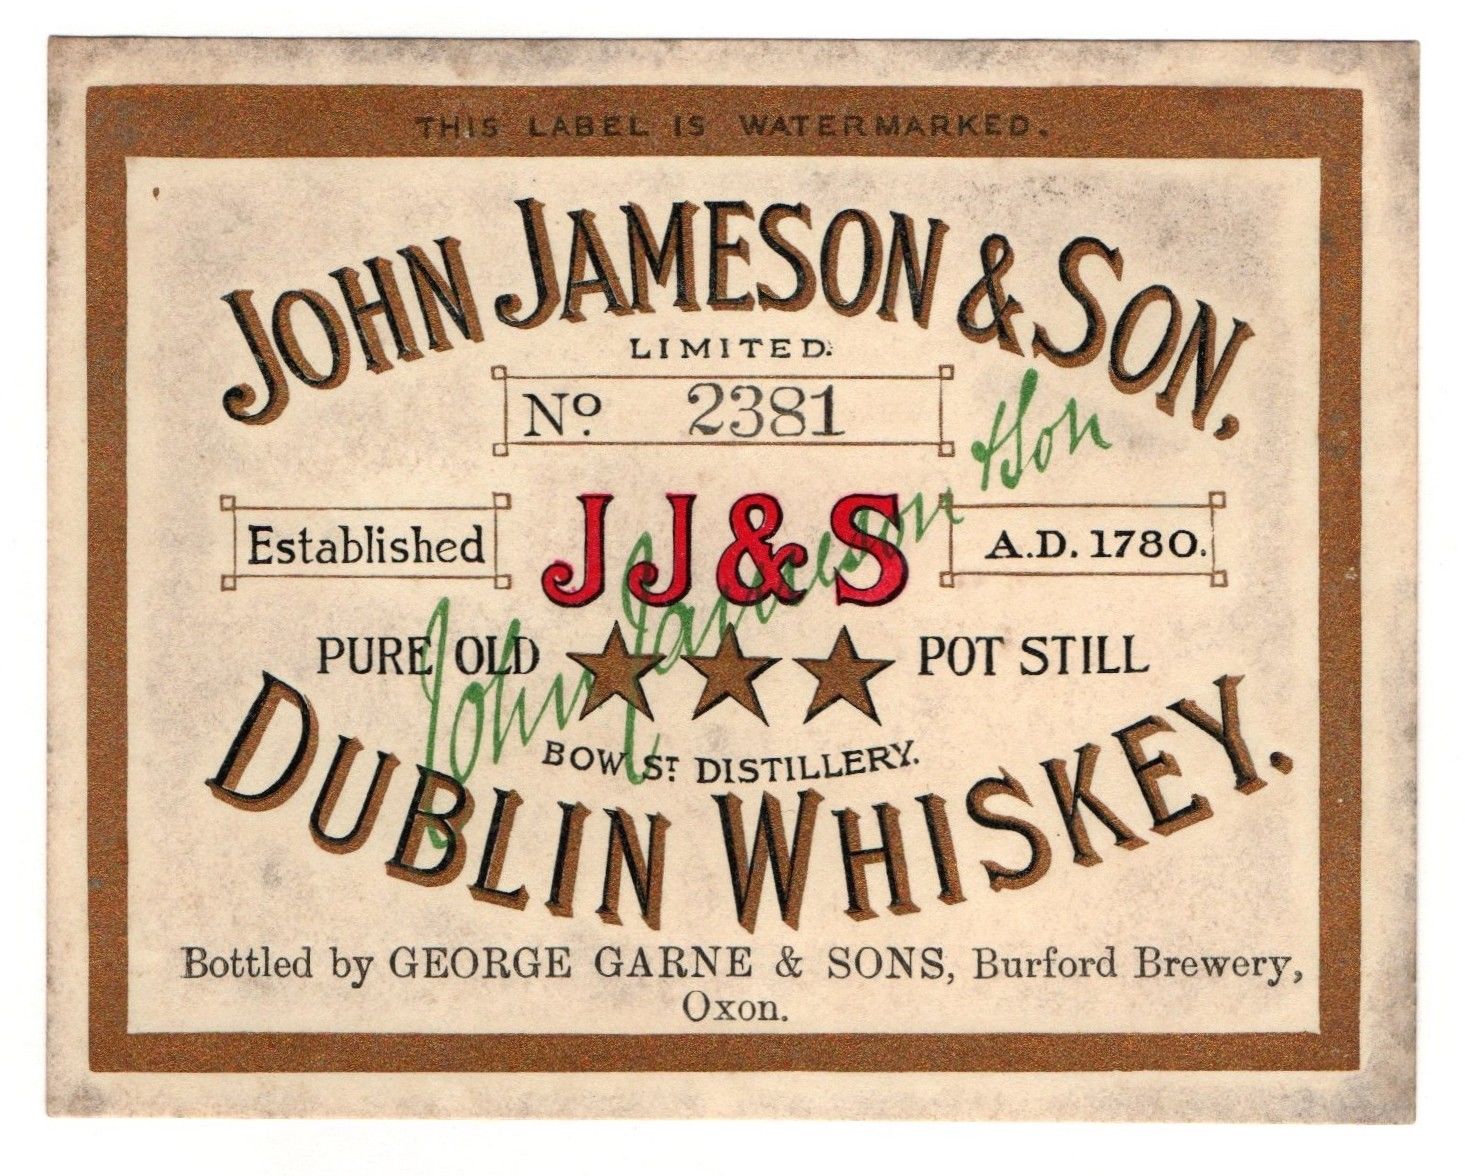 THIS LABEL IS WATERMARKED.
JOHN JAMESON & SON,
LIMITED.
Nº. 2381
Established JJ&S A.D. 1780.
John Jameson & Son
PURE OLD POT STILL
BOW ST DISTILLERY.
DUBLIN WHISKEY.
Bottled by GEORGE GARNE & SONS, Burford Brewery,
Oxon.